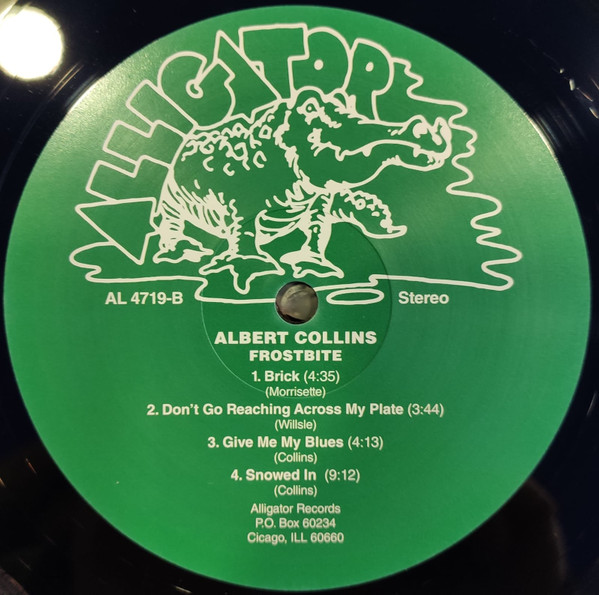 ALLIGATOR
AL 4719-B
Stereo
ALBERT COLLINS
FROSTBITE
1. Brick (4:35)
(Morrisette)
2. Don't Go Reaching Across My Plate (3:44)
(Willsle)
3. Give Me My Blues (4:13)
(Collins)
4. Snowed In (9:12)
(Collins)
Alligator Records
P.O. Box 60234
Cicago, ILL 60660